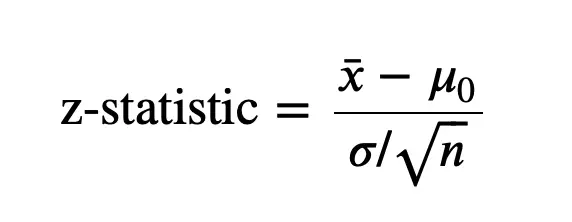 z-statistic = (x̄ − μ₀) / (σ/√n)